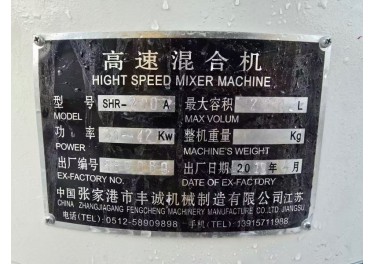 高速混合机
HIGHT SPEED MIXER MACHINE
型号 SHR- A 最大容积 L
MODEL MAX VOLUM
功率 Kw 整机重量 Kg
POWER MACHINE'S WEIGHT
出厂编号 出厂日期 20 年 月
EX-FACTORY NO. DATE OF EX-FACTORY
中国张家港市丰诚机械制造有限公司江苏
CHINA ZHANGJIAGANG FENGCHENG MACHINERY MANUFACTURE CO.,LTD JIANGSU
电话(TEL):0512-58909898 手机(TEL):13915711988